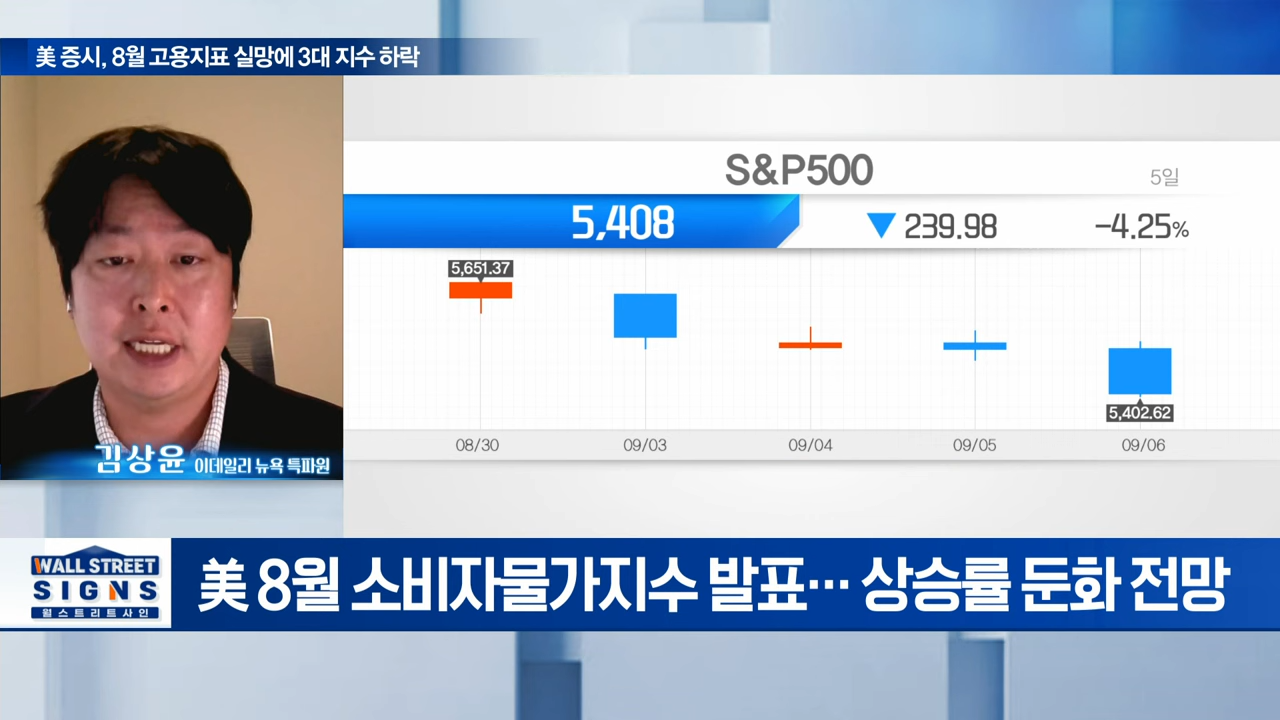 美 증시, 8월 고용지표 실망에 3대 지수 하락
S&P500
5일
5,408 ▼ 239.98 -4.25%
5,651.37
5,402.62
08/30 09/03 09/04 09/05 09/06
김상윤 이데일리 뉴욕 특파원
WALL STREET
SIGNS
월스트리트사인
美 8월 소비자물가지수 발표… 상승률 둔화 전망